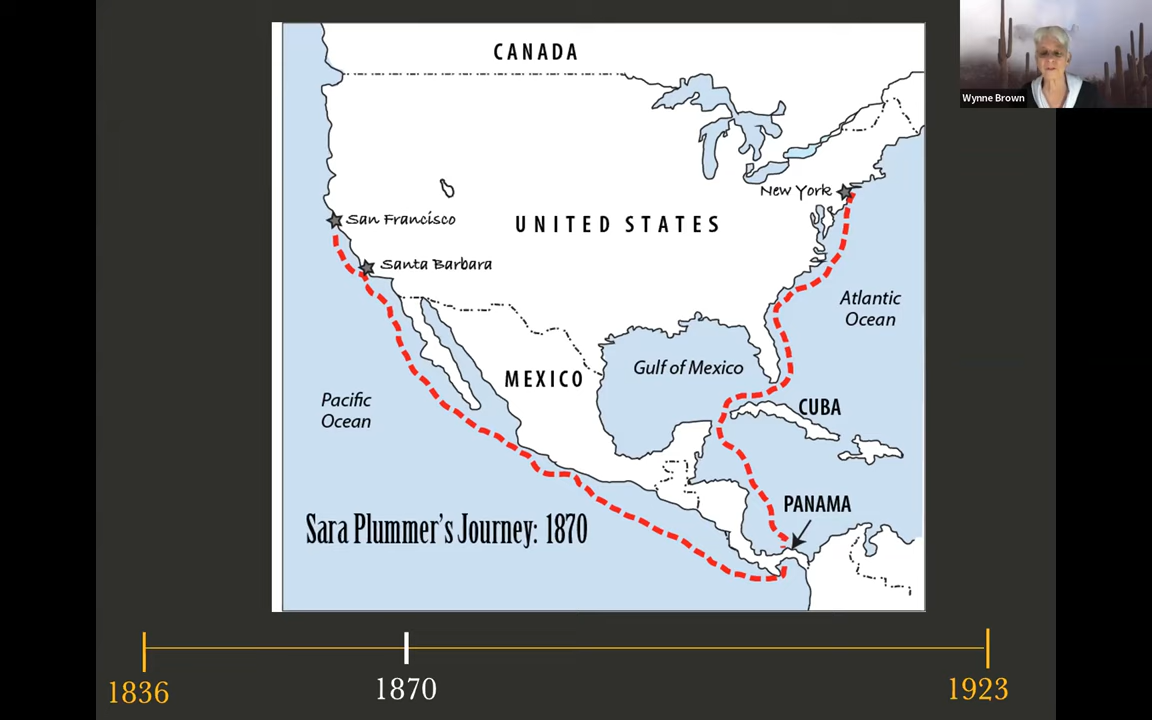 CANADA
Wynne Brown
New York
San Francisco
UNITED STATES
Santa Barbara
Atlantic
Ocean
Gulf of Mexico
MEXICO
Pacific
Ocean
CUBA
PANAMA
Sara Plummer's Journey: 1870
1836
1870
1923